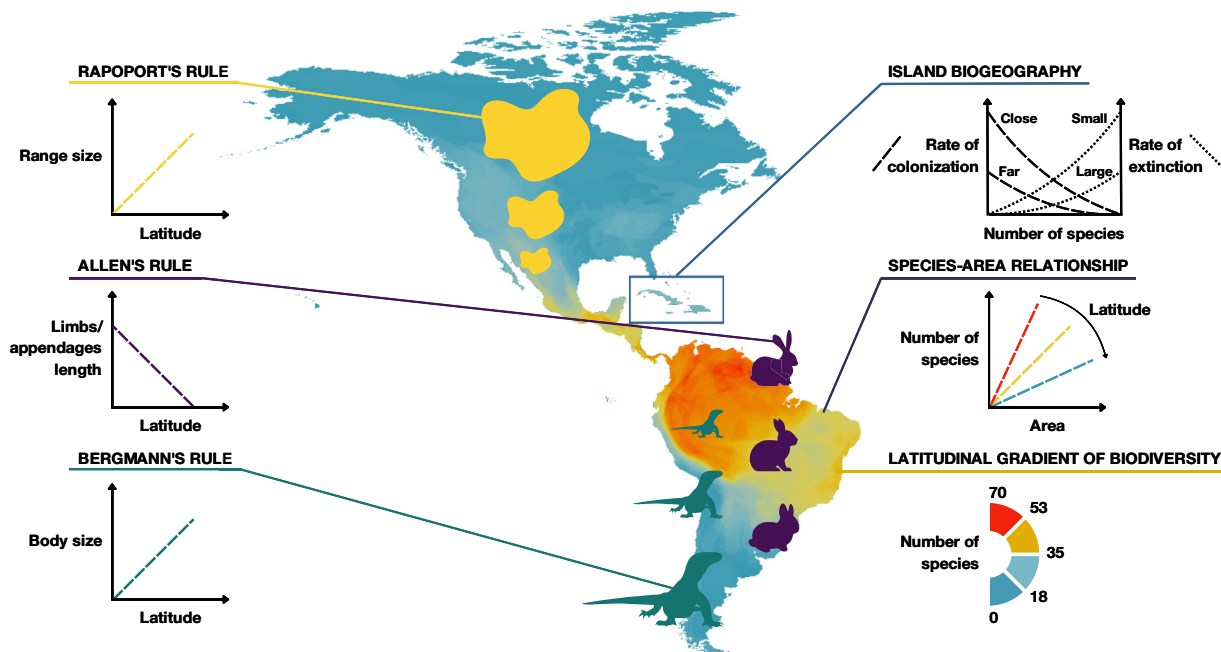 RAPOPORT'S RULE
Range size
Latitude
ALLEN'S RULE
Limbs/
appendages
length
Latitude
BERGMANN'S RULE
Body size
Latitude
ISLAND BIOGEOGRAPHY
Close
Small
Rate of
colonization
Far
Large
Rate of
extinction
Number of species
SPECIES-AREA RELATIONSHIP
Latitude
Number of
species
Area
LATITUDINAL GRADIENT OF BIODIVERSITY
70
53
Number of
species
35
18
0